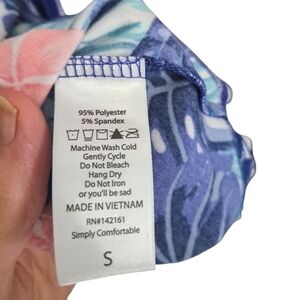 95% Polyester
5% Spandex
Machine Wash Cold
Gently Cycle
Do Not Bleach
Hang Dry
Do Not Iron
or you'll be sad
MADE IN VIETNAM
RN#142161
Simply Comfortable
S